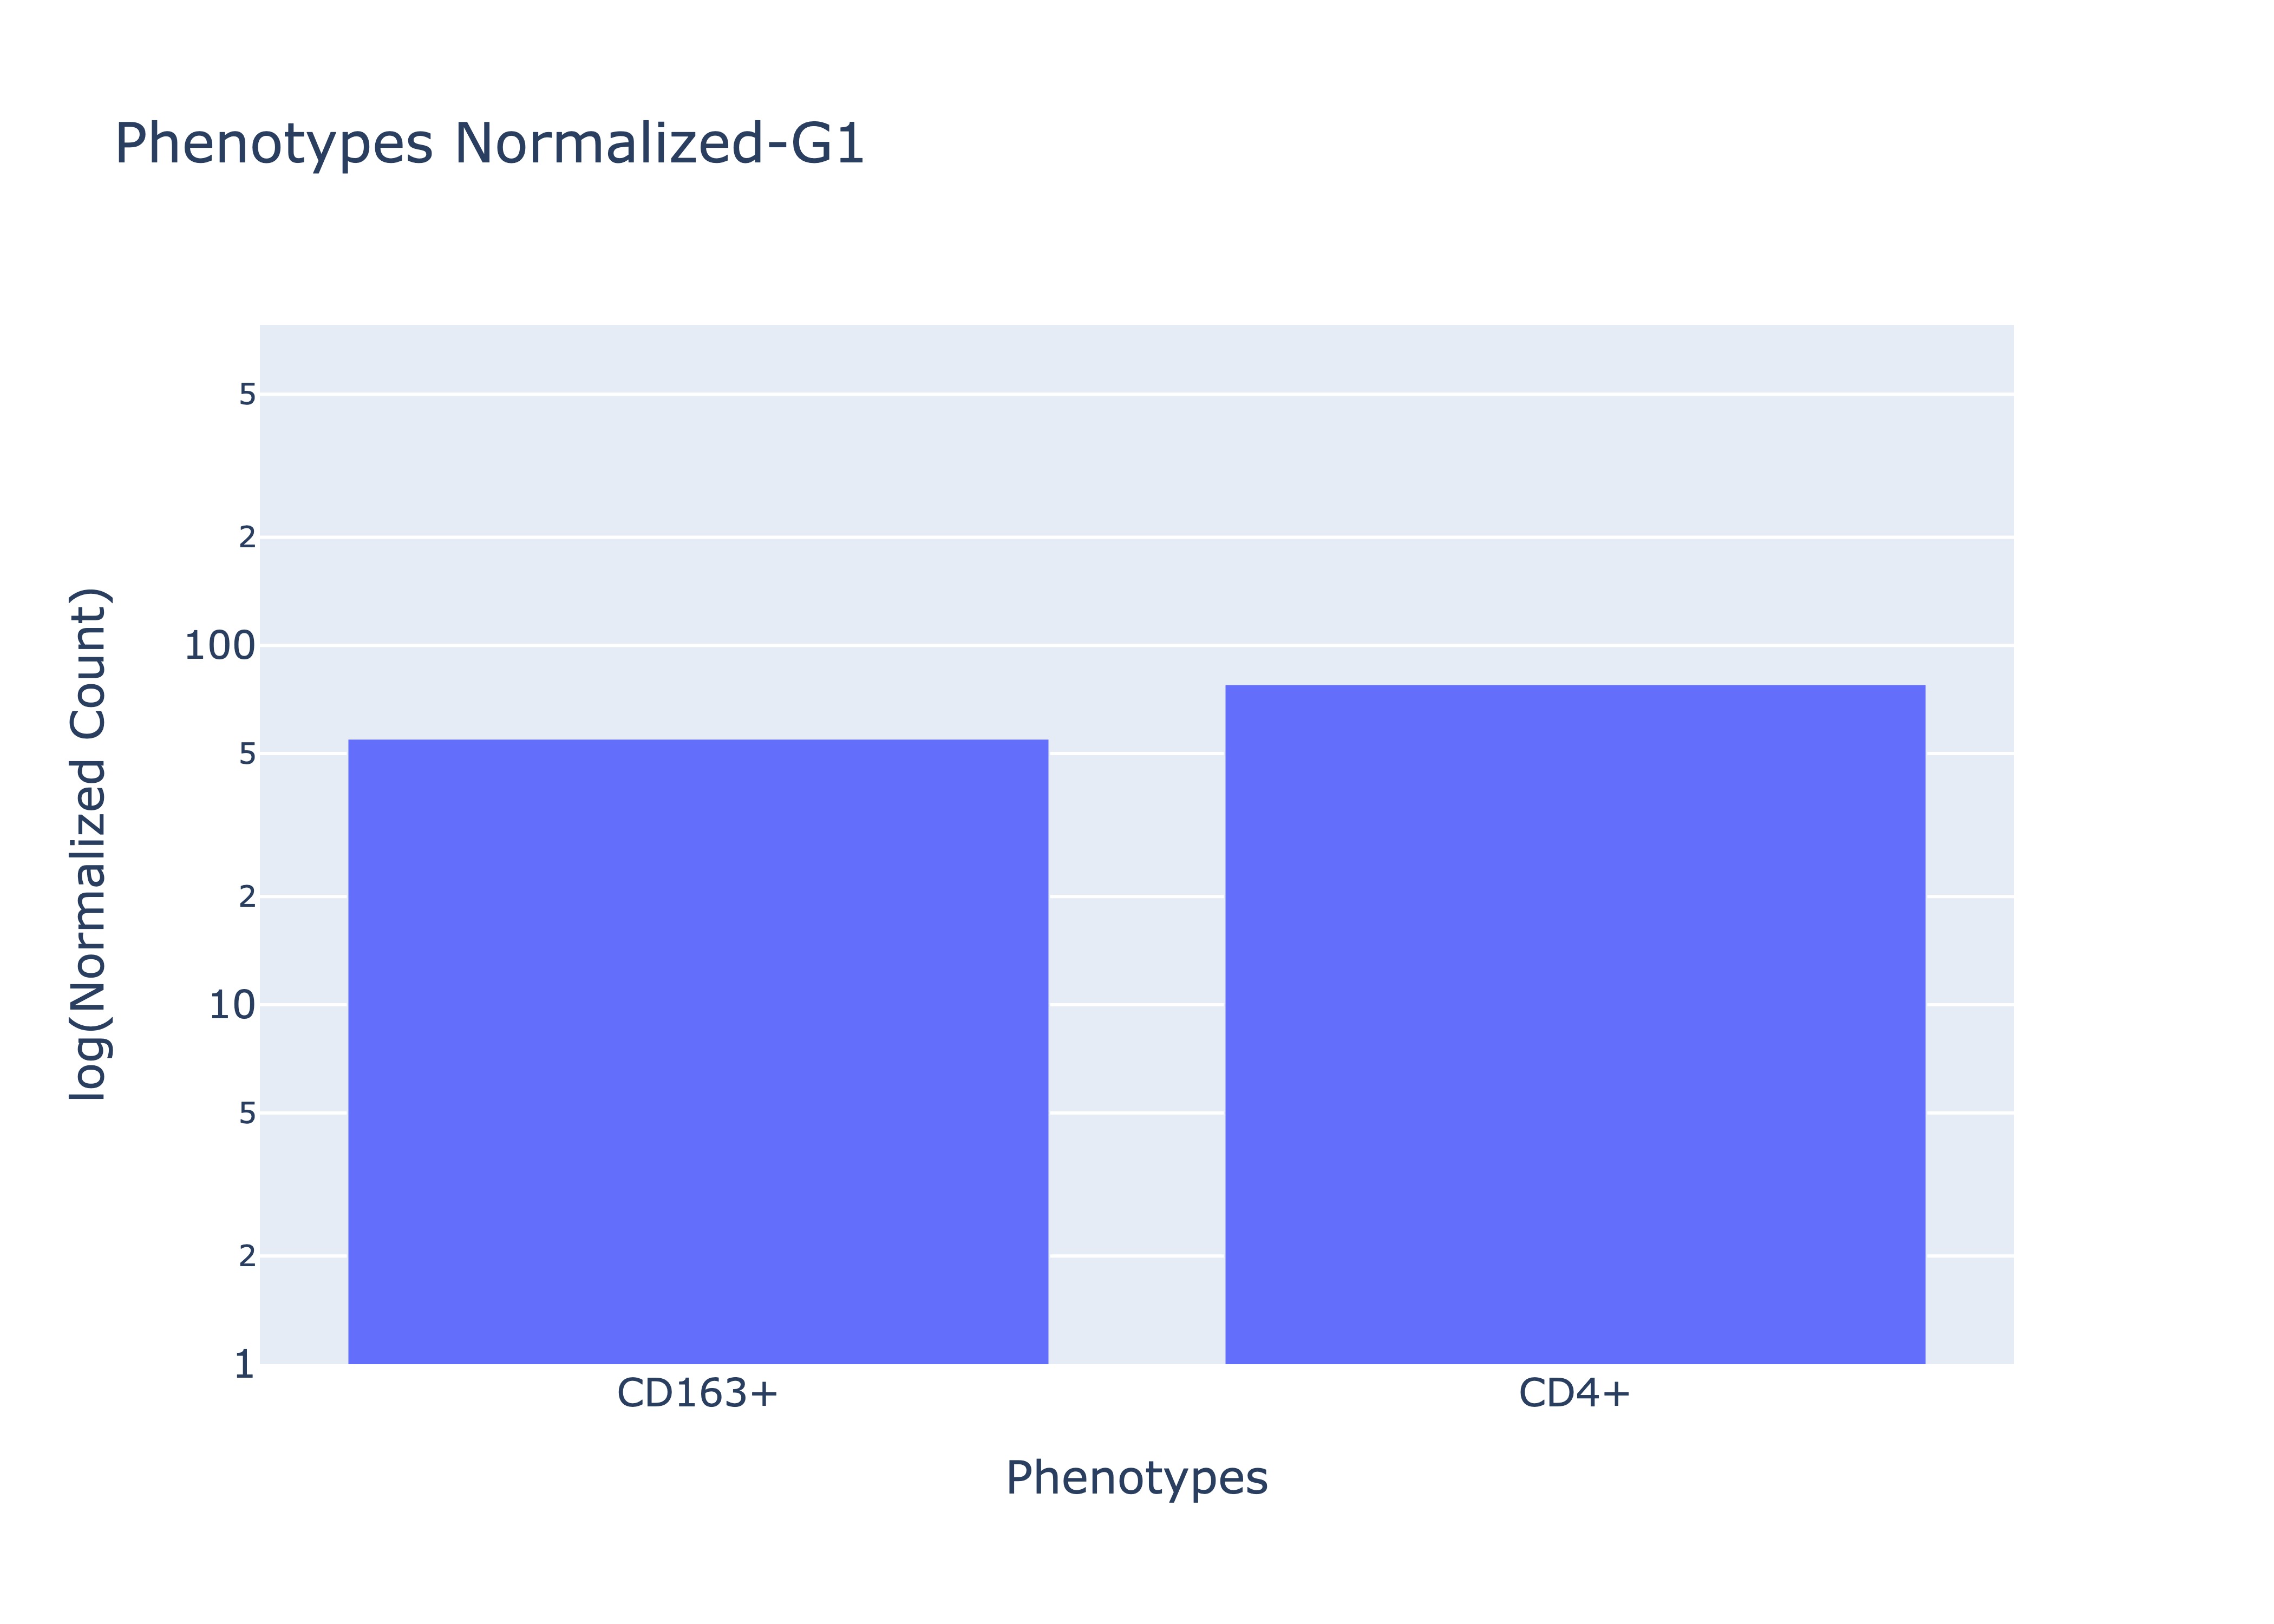 Phenotypes Normalized-G1
log(Normalized Count)
5
2
100
5
2
10
5
2
1
CD163+ CD4+
Phenotypes